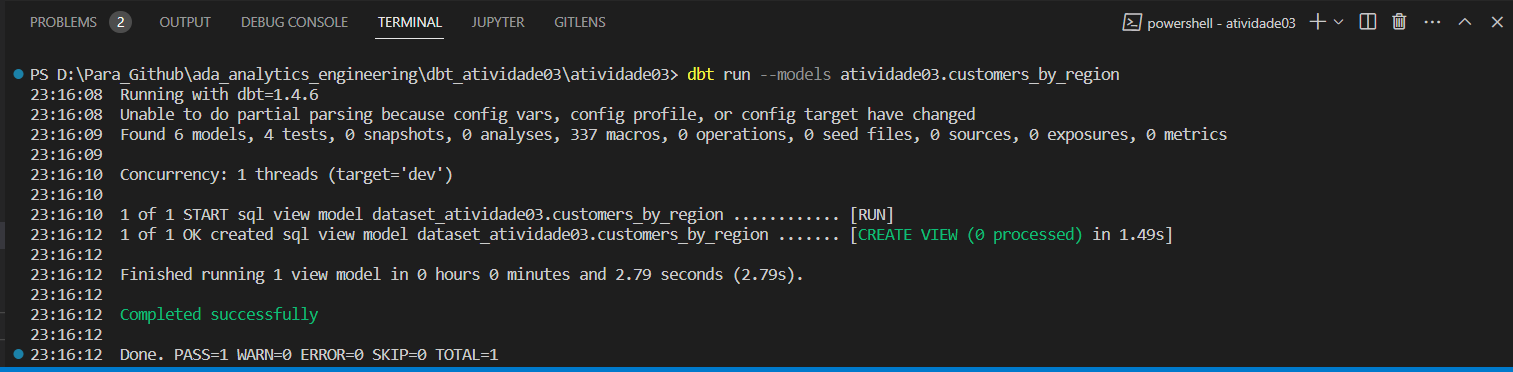 PROBLEMS 2 OUTPUT DEBUG CONSOLE TERMINAL JUPYTER GITLENS powershell - atividade03
PS D:\Para_Github\ada_analytics_engineering\dbt_atividade03\atividade03> dbt run --models atividade03.customers_by_region
23:16:08 Running with dbt=1.4.6
23:16:08 Unable to do partial parsing because config vars, config profile, or config target have changed
23:16:09 Found 6 models, 4 tests, 0 snapshots, 0 analyses, 337 macros, 0 operations, 0 seed files, 0 sources, 0 exposures, 0 metrics
23:16:09
23:16:10 Concurrency: 1 threads (target='dev')
23:16:10
23:16:10 1 of 1 START sql view model dataset_atividade03.customers_by_region ............ [RUN]
23:16:12 1 of 1 OK created sql view model dataset_atividade03.customers_by_region ....... [CREATE VIEW (0 processed) in 1.49s]
23:16:12
23:16:12 Finished running 1 view model in 0 hours 0 minutes and 2.79 seconds (2.79s).
23:16:12
23:16:12 Completed successfully
23:16:12
23:16:12 Done. PASS=1 WARN=0 ERROR=0 SKIP=0 TOTAL=1